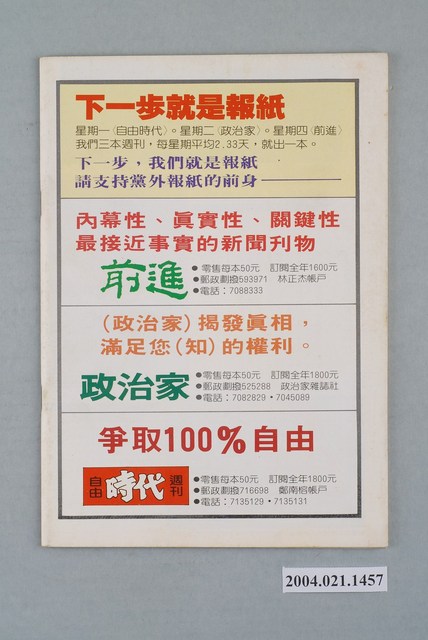 下一步就是報紙
星期一〈自由時代〉。星期二〈政治家〉。星期四〈前進〉
我們三本週刊，每星期平均2.33天，就出一本。
下一步，我們就是報紙
請支持黨外報紙的前身————
內幕性、眞實性、關鍵性
最接近事實的新聞刊物
前進
●零售每本50元 訂閱全年1600元
●郵政劃撥593971 林正杰帳戶
●電話：7088333
（政治家）揭發眞相，
滿足您（知）的權利。
政治家
●零售每本50元 訂閱全年1800元
●郵政劃撥525288 政治家雜誌社
●電話：7082829・7045089
爭取100%自由
自由時代週刊
●零售每本50元 訂閱全年1800元
●郵政劃撥716698 鄭南榕帳戶
●電話：7135129・7135131
2004.021.1457